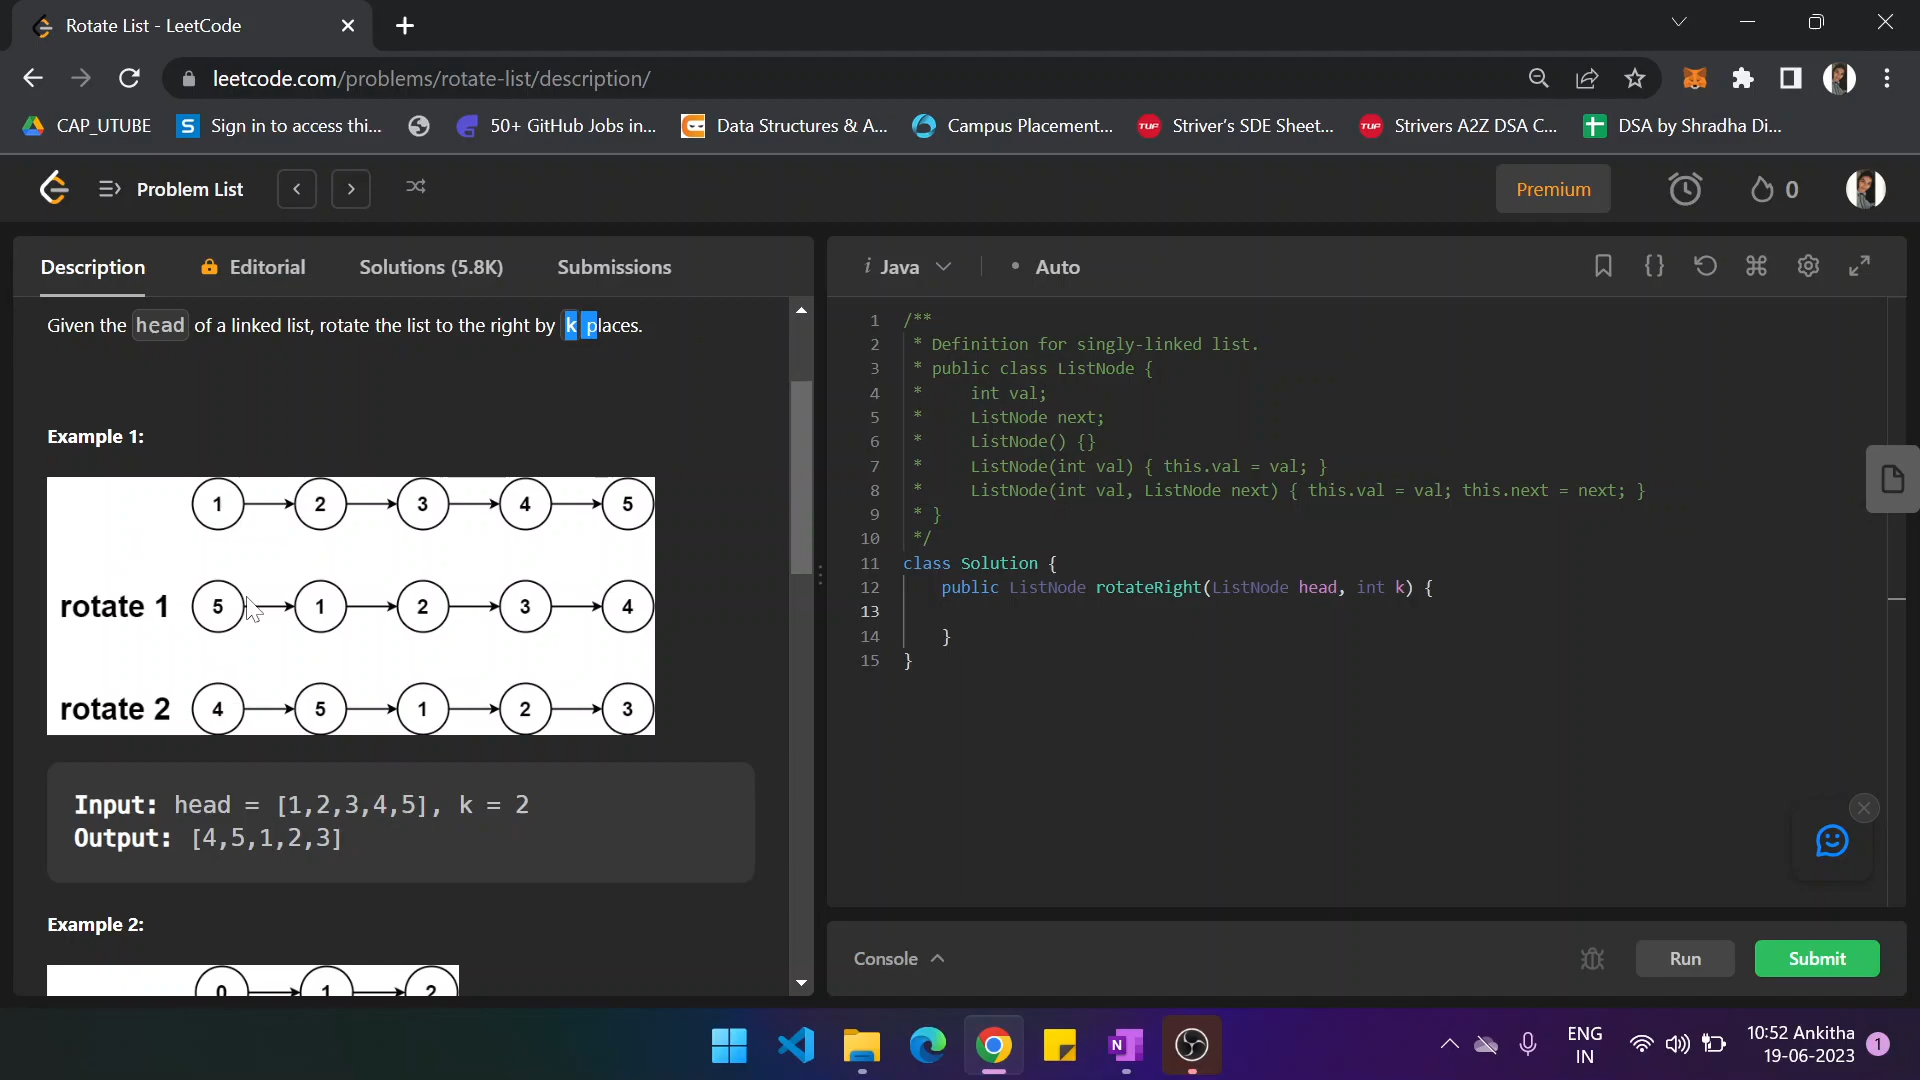 Rotate List - LeetCode
leetcode.com/problems/rotate-list/description/
CAP_UTUBE
Sign in to access thi...
50+ GitHub Jobs in...
Data Structures & A...
Campus Placement...
TUF
Striver's SDE Sheet...
TUF
Strivers A2Z DSA C...
DSA by Shradha Di...
Problem List
Premium
0
Description
Editorial
Solutions (5.8K)
Submissions
Given the head of a linked list, rotate the list to the right by k places.
Example 1:
1 2 3 4 5
rotate 1 5 1 2 3 4
rotate 2 4 5 1 2 3
Input: head = [1,2,3,4,5], k = 2
Output: [4,5,1,2,3]
Example 2:
0 1 2
i Java
Auto
1 /**
2 * Definition for singly-linked list.
3 * public class ListNode {
4 * int val;
5 * ListNode next;
6 * ListNode() {}
7 * ListNode(int val) { this.val = val; }
8 * ListNode(int val, ListNode next) { this.val = val; this.next = next; }
9 * }
10 */
11 class Solution {
12 public ListNode rotateRight(ListNode head, int k) {
13
14 }
15 }
Console
Run
Submit
ENG
IN
10:52 Ankitha
19-06-2023
1